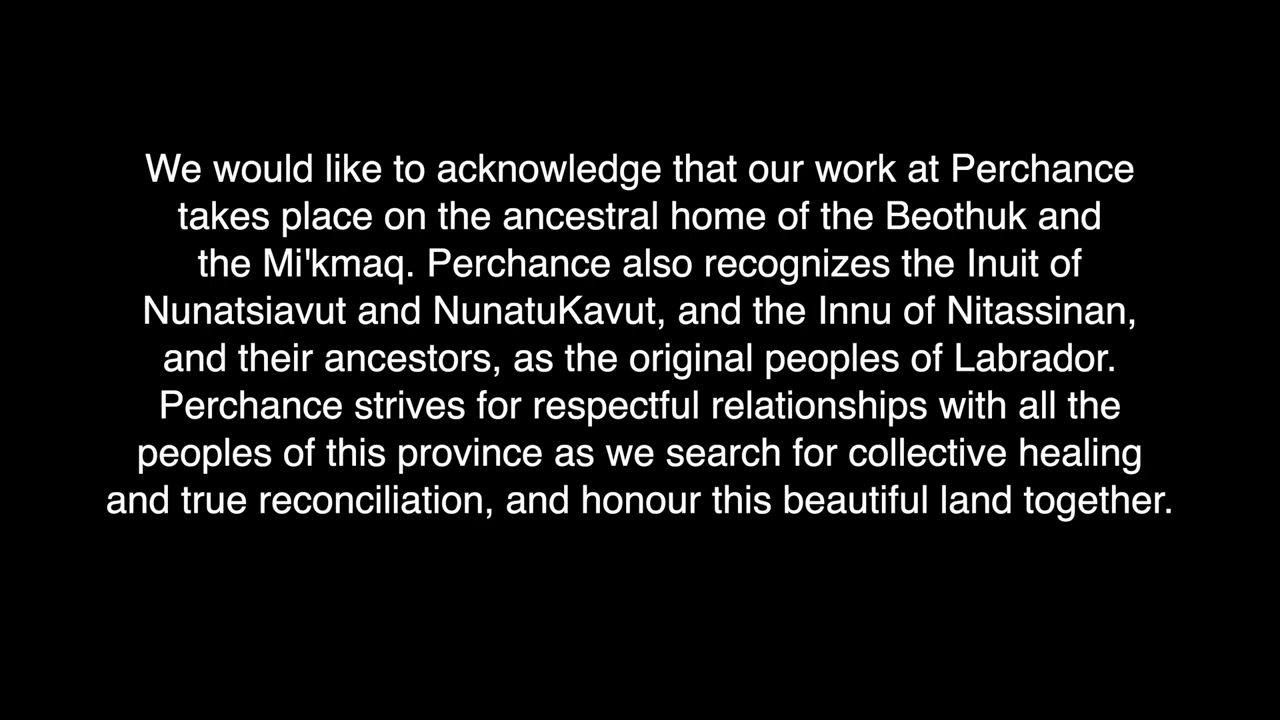 We would like to acknowledge that our work at Perchance
takes place on the ancestral home of the Beothuk and
the Mi'kmaq. Perchance also recognizes the Inuit of
Nunatsiavut and NunatuKavut, and the Innu of Nitassinan,
and their ancestors, as the original peoples of Labrador.
Perchance strives for respectful relationships with all the
peoples of this province as we search for collective healing
and true reconciliation, and honour this beautiful land together.